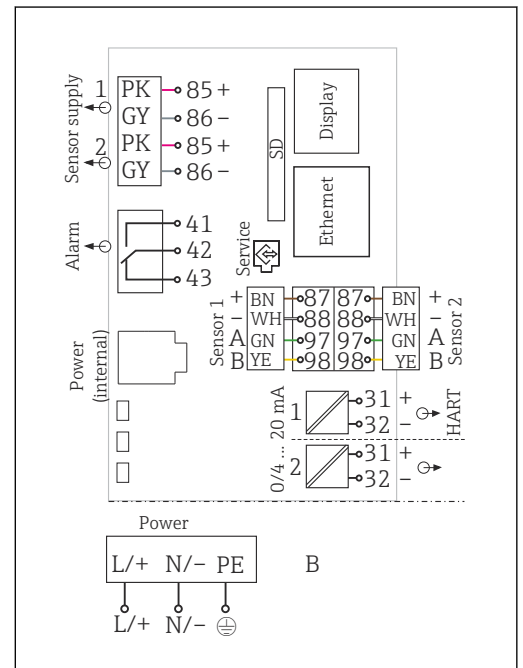 Sensor supply
1
PK
85 +
GY
86 –
2
PK
85 +
GY
86 –
Display
SD
Ethernet
Alarm
41
42
43
Service
Sensor 1
+ BN 87 87 BN +
– WH 88 88 WH –
A GN 97 97 GN A
B YE 98 98 YE B
Sensor 2
Power
(internal)
0/4 ... 20 mA
1
31 +
32 –
HART
2
31 +
32 –
Power
L/+ N/– PE
B
L/+ N/–